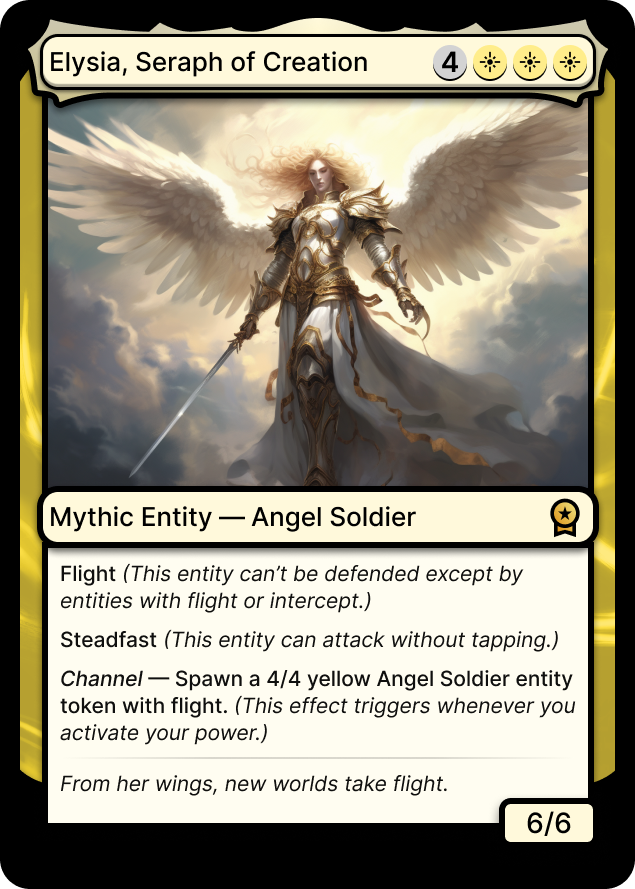 Elysia, Seraph of Creation 4
Mythic Entity — Angel Soldier
Flight (This entity can’t be defended except by
entities with flight or intercept.)
Steadfast (This entity can attack without tapping.)
Channel — Spawn a 4/4 yellow Angel Soldier entity
token with flight. (This effect triggers whenever you
activate your power.)
From her wings, new worlds take flight.
6/6